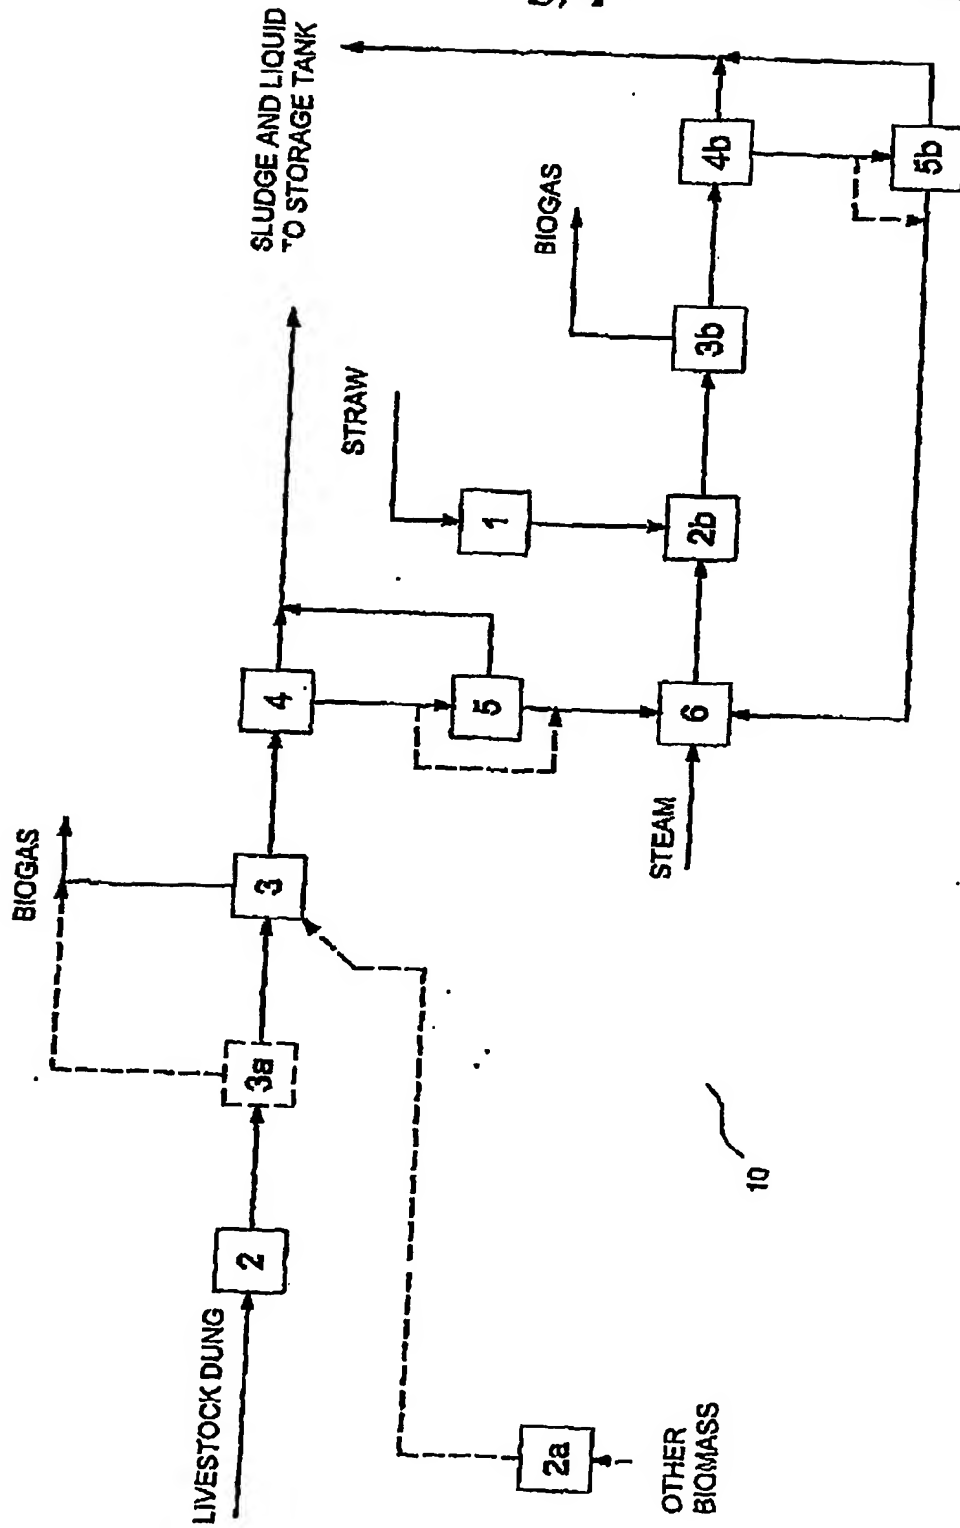 LIVESTOCK DUNG
2
3a
BIOGAS
3
4
SLUDGE AND LIQUID
TO STORAGE TANK
OTHER
BIOMASS
2a
5
STRAW
1
STEAM
6
2b
BIOGAS
3b
4b
5b
10